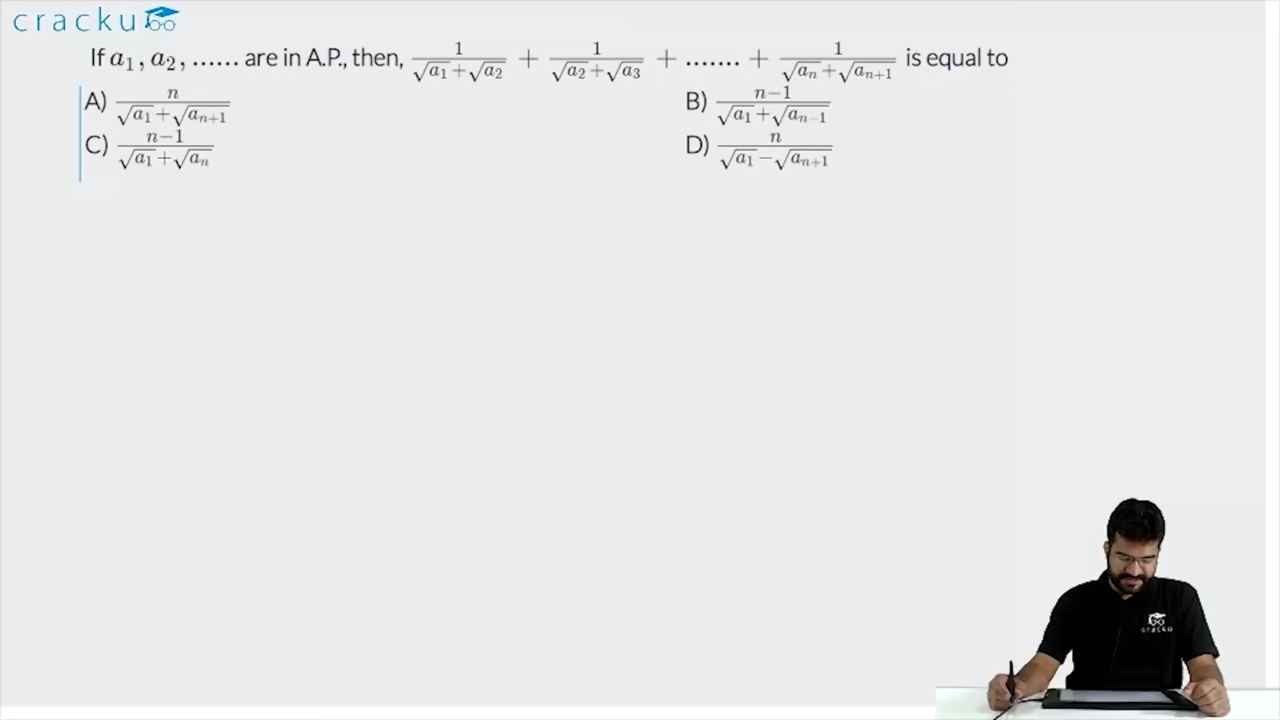 cracku
If a₁, a₂, ...... are in A.P., then, 1/(√a₁+√a₂) + 1/(√a₂+√a₃) + ....... + 1/(√aₙ+√aₙ₊₁) is equal to
A) n/(√a₁+√aₙ₊₁) B) n−1/(√a₁+√aₙ₋₁)
C) n−1/(√a₁+√aₙ) D) n/(√a₁−√aₙ₊₁)
cracku